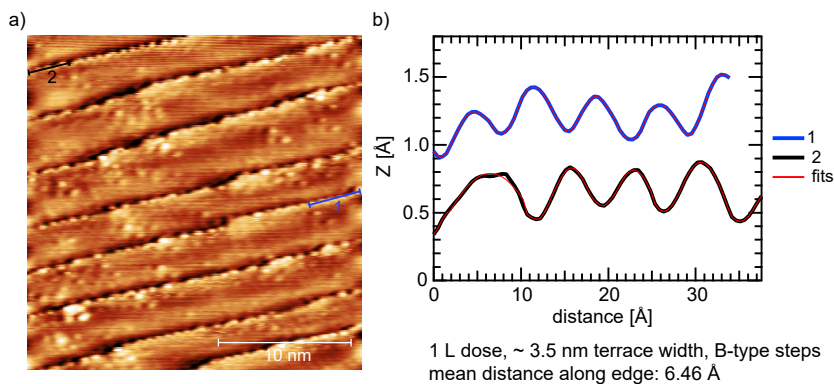 a)
2
1
10 nm
b)
Z [Å]
1.5
1.0
0.5
0
0
10
20
30
distance [Å]
1
2
fits
1 L dose, ~ 3.5 nm terrace width, B-type steps
mean distance along edge: 6.46 Å